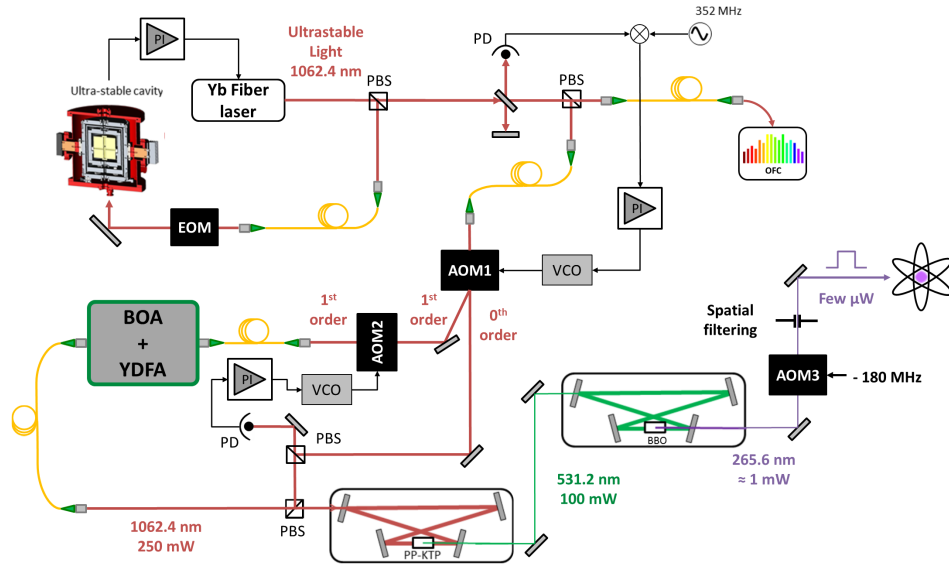 352 MHz
PD
PI
Ultrastable
Light
1062.4 nm
PBS
PBS
Ultra-stable cavity
Yb Fiber
laser
OFC
EOM
PI
AOM1
VCO
1st
order
1st
order
0th
order
Few µW
Spatial
filtering
BOA
+
YDFA
AOM2
PI
VCO
AOM3
- 180 MHz
PD
PBS
BBO
531.2 nm
100 mW
265.6 nm
≈ 1 mW
PBS
1062.4 nm
250 mW
PP-KTP